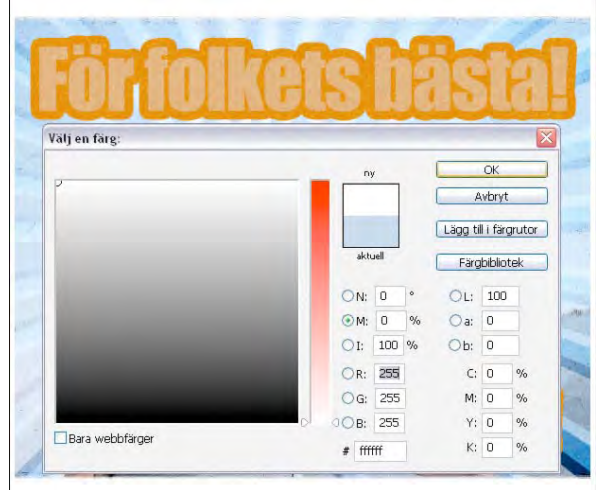 För folkets bästa!
Välj en färg:
ny
aktuell
OK
Avbryt
Lägg till i färgrutor
Färgbibliotek
N: 0 °
L: 100
M: 0 %
a: 0
I: 100 %
b: 0
R: 255
C: 0 %
G: 255
M: 0 %
B: 255
Y: 0 %
# ffffff
K: 0 %
Bara webbfärger